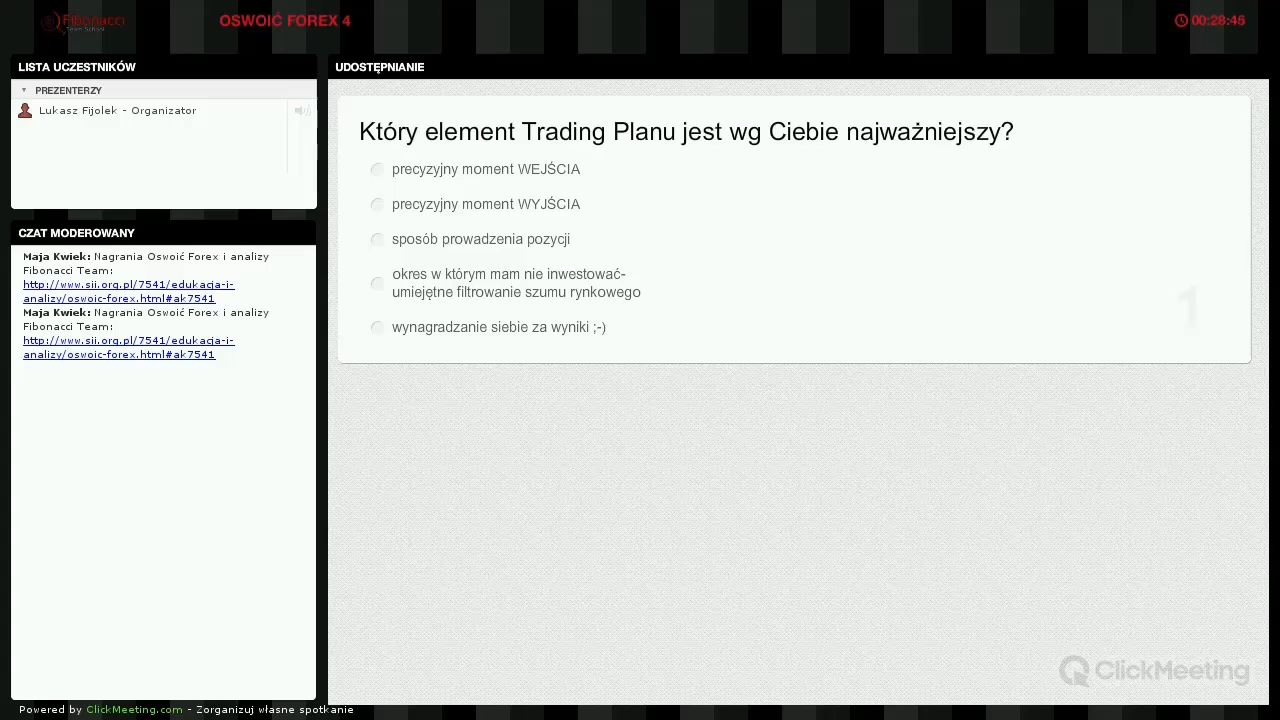 Fibonacci
Team School
OSWOIĆ FOREX 4
00:28:45
LISTA UCZESTNIKÓW
PREZENTERZY
Lukasz Fijolek - Organizator
CZAT MODEROWANY
Maja Kwiek: Nagrania Oswoić Forex i analizy
Fibonacci Team:
http://www.sii.org.pl/7541/edukacja-i-
analizy/oswoic-forex.html#ak7541
Maja Kwiek: Nagrania Oswoić Forex i analizy
Fibonacci Team:
http://www.sii.org.pl/7541/edukacja-i-
analizy/oswoic-forex.html#ak7541
Powered by ClickMeeting.com - Zorganizuj własne spotkanie
UDOSTĘPNIANIE
Który element Trading Planu jest wg Ciebie najważniejszy?
precyzyjny moment WEJŚCIA
precyzyjny moment WYJŚCIA
sposób prowadzenia pozycji
okres w którym mam nie inwestować-
umiejętne filtrowanie szumu rynkowego
wynagradzanie siebie za wyniki ;-)
1
ClickMeeting